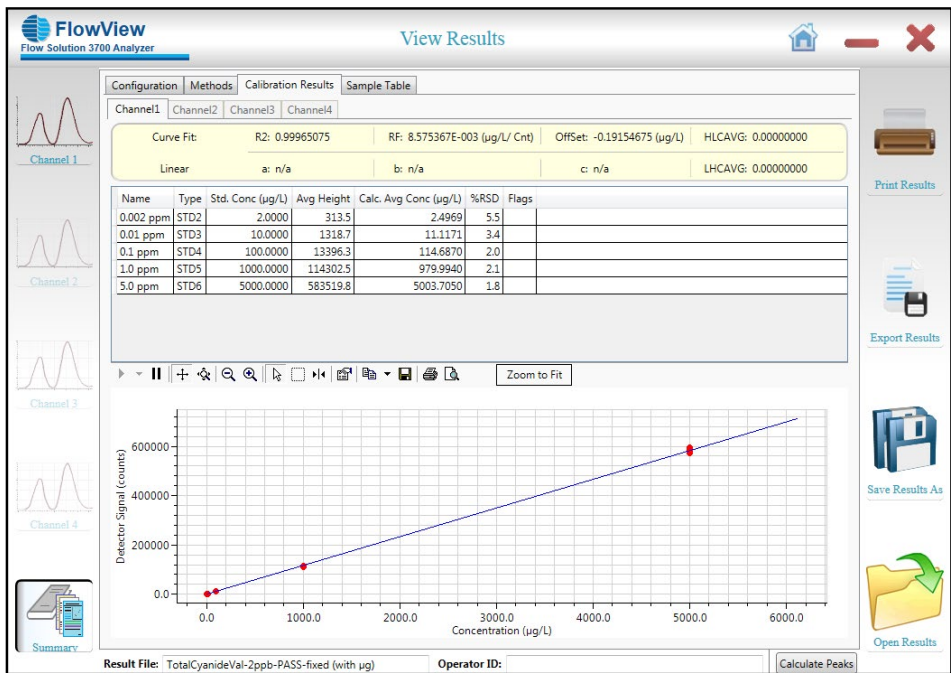 FlowView
Flow Solution 3700 Analyzer
View Results
Configuration Methods Calibration Results Sample Table
Channel1 Channel2 Channel3 Channel4
Curve Fit: R2: 0.99965075 RF: 8.575367E-003 (µg/L/ Cnt) OffSet: -0.19154675 (µg/L) HLCAVG: 0.00000000
Linear a: n/a b: n/a c: n/a LHCAVG: 0.00000000
Name Type Std. Conc (µg/L) Avg Height Calc. Avg Conc (µg/L) %RSD Flags
0.002 ppm STD2 2.0000 313.5 2.4969 5.5
0.01 ppm STD3 10.0000 1318.7 11.1171 3.4
0.1 ppm STD4 100.0000 13396.3 114.6870 2.0
1.0 ppm STD5 1000.0000 114302.5 979.9940 2.1
5.0 ppm STD6 5000.0000 583519.8 5003.7050 1.8
Channel 1
Channel 2
Channel 3
Channel 4
Summary
Zoom to Fit
Detector Signal (counts)
600000
400000
200000
0.0
0.0 1000.0 2000.0 3000.0 4000.0 5000.0 6000.0
Concentration (µg/L)
Print Results
Export Results
Save Results As
Open Results
Result File: TotalCyanideVal-2ppb-PASS-fixed (with µg) Operator ID: Calculate Peaks